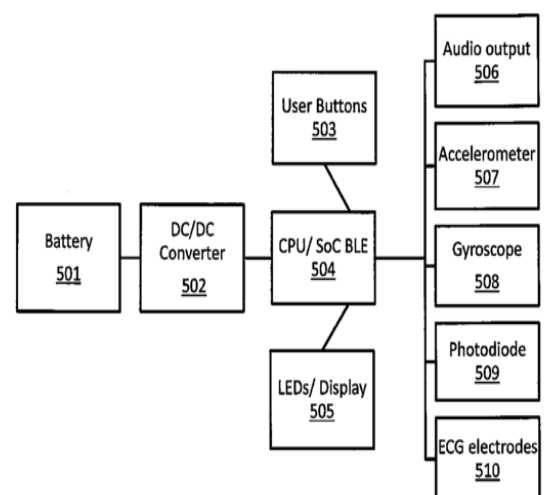 Audio output
506
User Buttons
503
Accelerometer
507
Battery
501
DC/DC
Converter
502
CPU/ SoC BLE
504
Gyroscope
508
LEDs/ Display
505
Photodiode
509
ECG electrodes
510